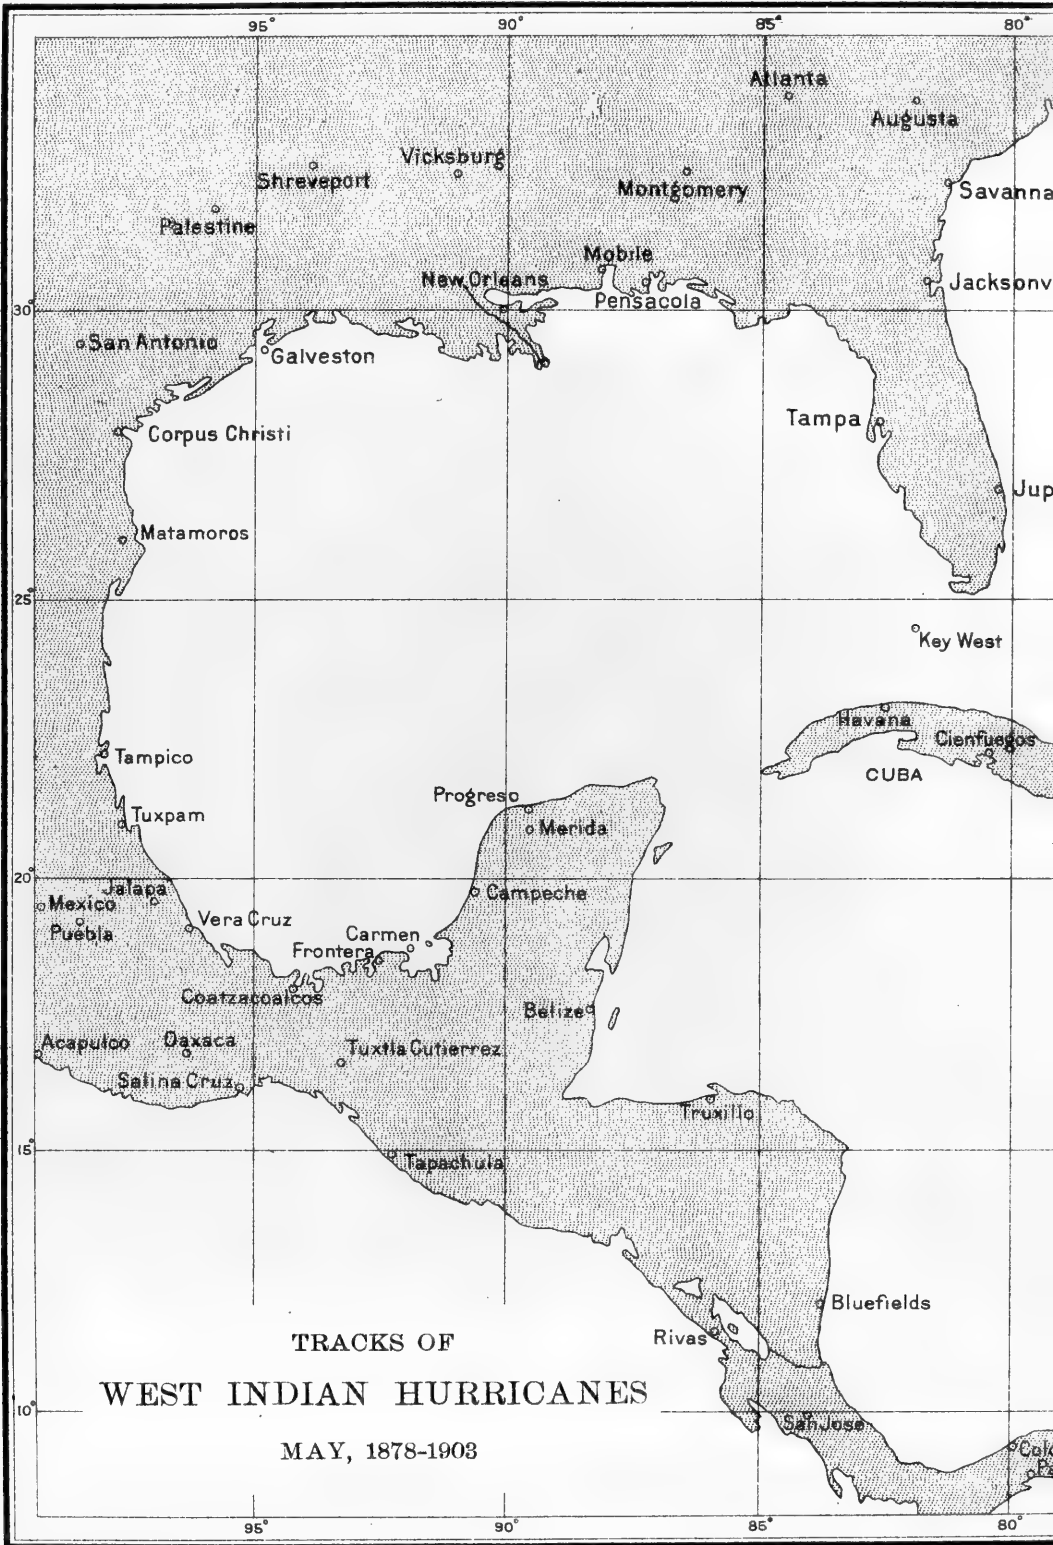 95° 90° 85° 80°
Atlanta
Augusta
Vicksburg
Shreveport
Montgomery
Savanna
Palestine
Mobile
New Orleans
Jacksonv
Pensacola
30°
San Antonio
Galveston
Tampa
Corpus Christi
Jup
Matamoros
25°
Key West
Havana
Cienfuegos
Tampico
CUBA
Progreso
Tuxpam
Merida
20°
Jalapa
Campeche
Mexico
Vera Cruz
Puebla
Carmen
Frontera
Coatzacoalcos
Belize
Acapulco
Oaxaca
Tuxtla Cutierrez
Salina Cruz
Truxillo
15°
Tapachula
Bluefields
Rivas
TRACKS OF
WEST INDIAN HURRICANES
10°
San Jose
MAY, 1878-1903
Colo
Pa
95° 90° 85° 80°